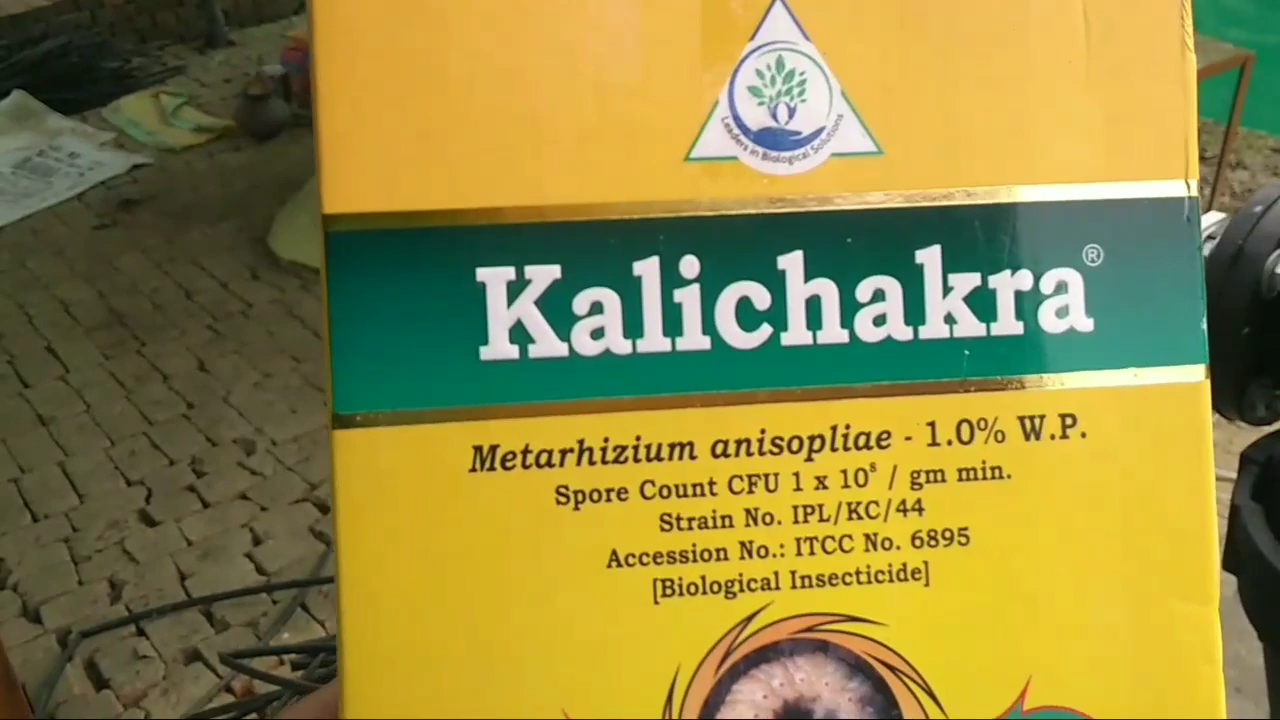 Leaders in Biological Solutions
Kalichakra®
Metarhizium anisopliae - 1.0% W.P.
Spore Count CFU 1 x 10⁸ / gm min.
Strain No. IPL/KC/44
Accession No.: ITCC No. 6895
[Biological Insecticide]